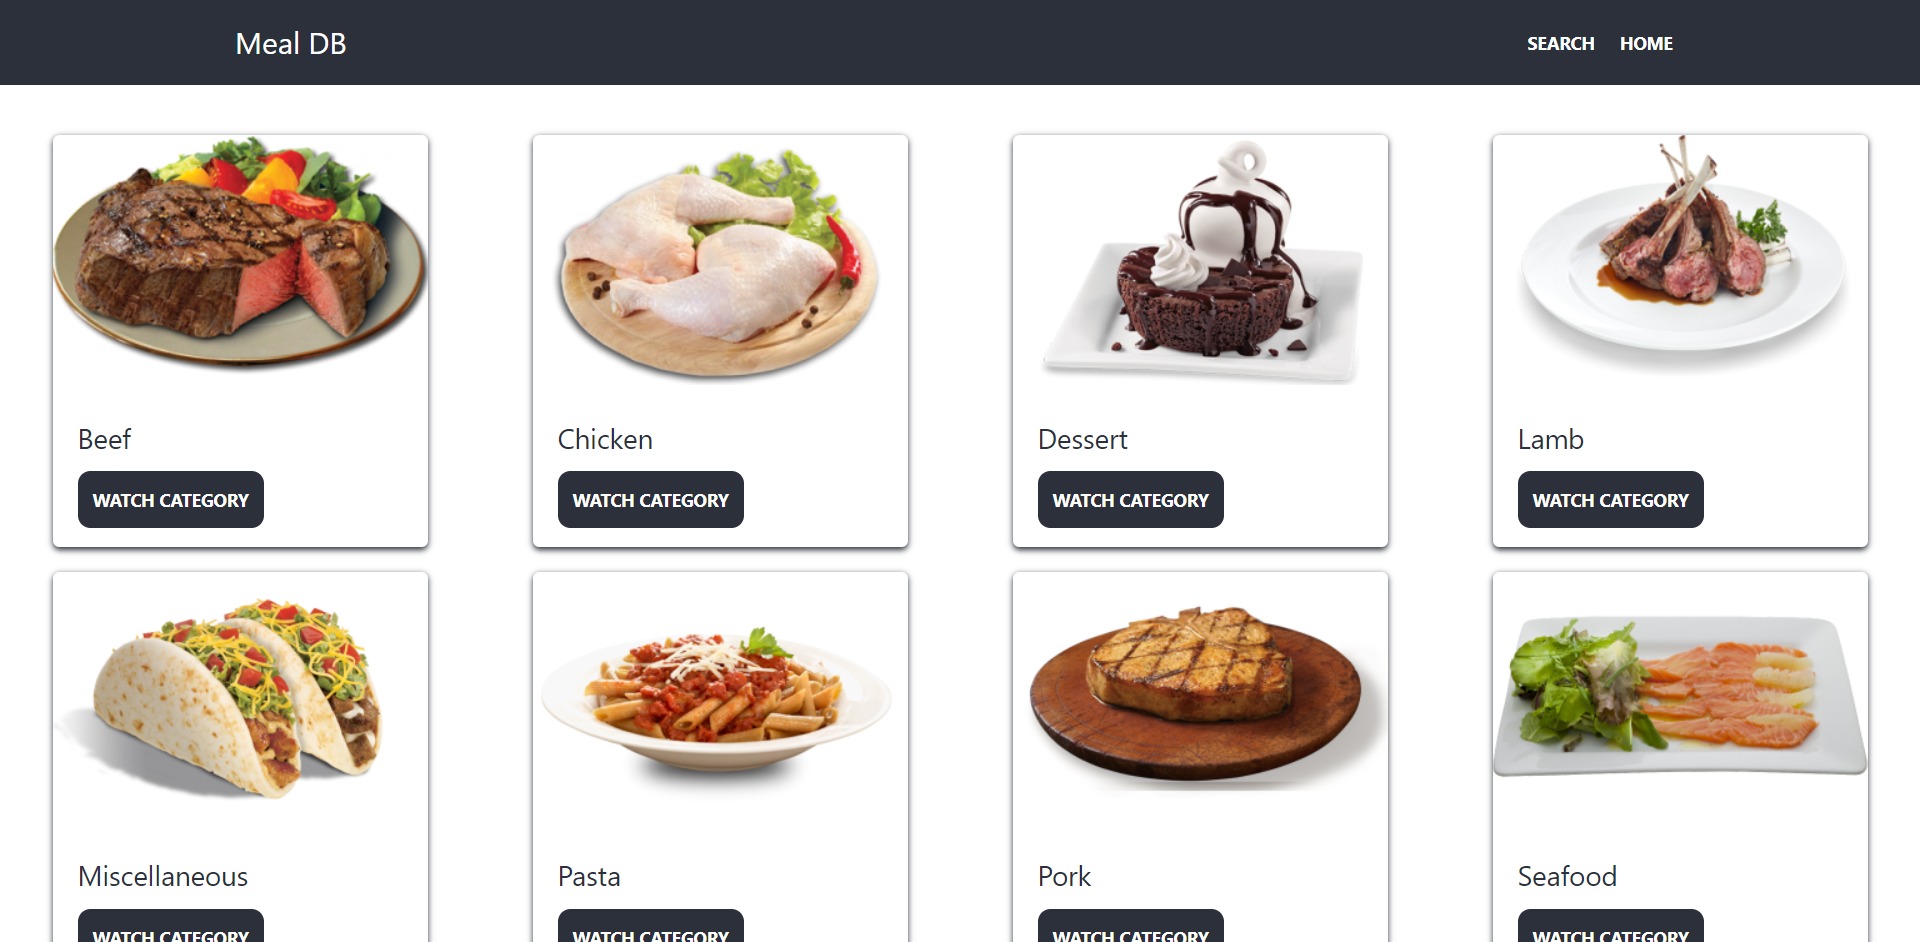 Meal DB
SEARCH HOME
Beef
Chicken
Dessert
Lamb
WATCH CATEGORY
WATCH CATEGORY
WATCH CATEGORY
WATCH CATEGORY
Miscellaneous
Pasta
Pork
Seafood
WATCH CATEGORY
WATCH CATEGORY
WATCH CATEGORY
WATCH CATEGORY